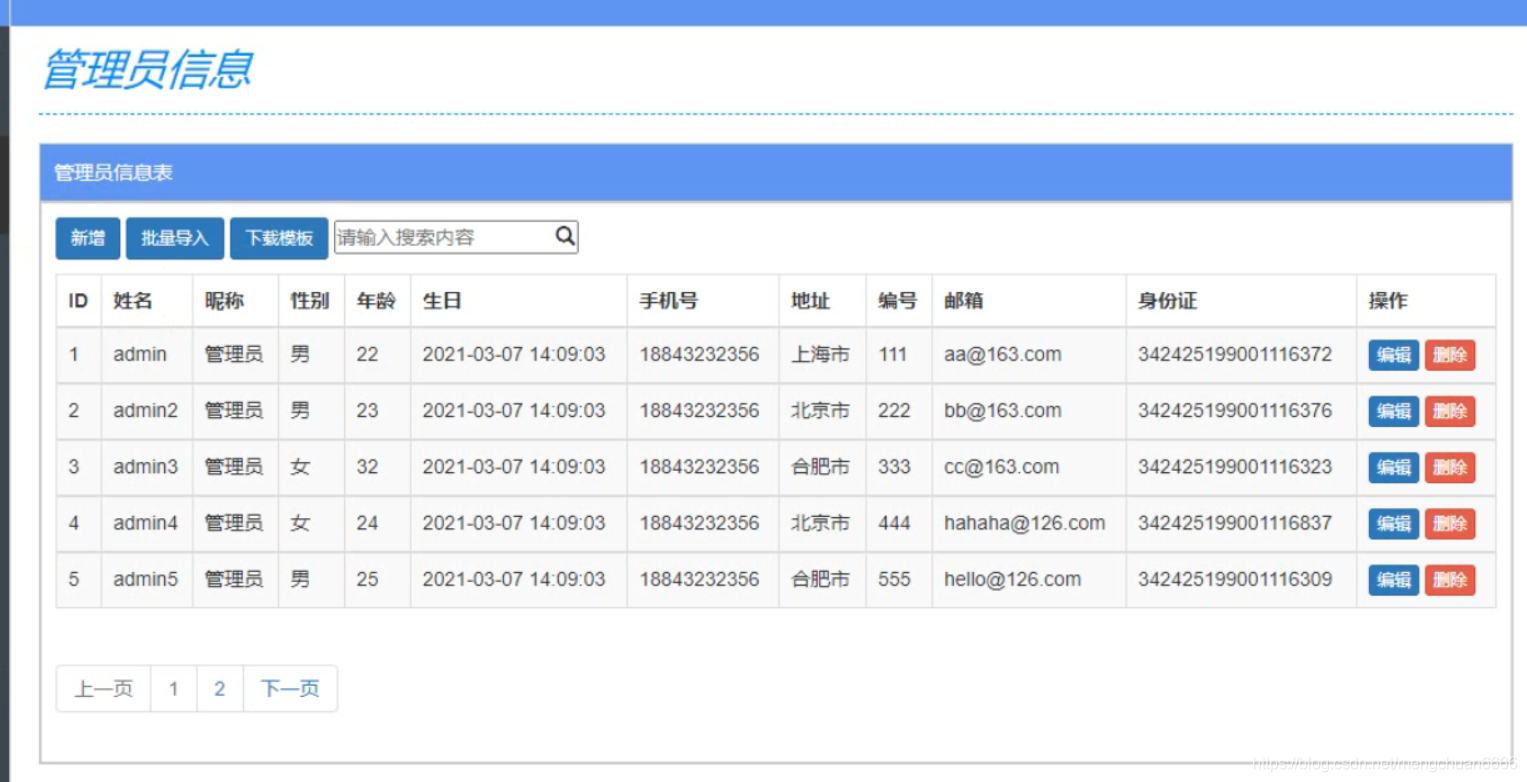 管理员信息
管理员信息表
新增 批量导入 下载模板 请输入搜索内容
ID 姓名 昵称 性别 年龄 生日 手机号 地址 编号 邮箱 身份证 操作
1 admin 管理员 男 22 2021-03-07 14:09:03 18843232356 上海市 111 aa@163.com 342425199001116372 编辑 删除
2 admin2 管理员 男 23 2021-03-07 14:09:03 18843232356 北京市 222 bb@163.com 342425199001116376 编辑 删除
3 admin3 管理员 女 32 2021-03-07 14:09:03 18843232356 合肥市 333 cc@163.com 342425199001116323 编辑 删除
4 admin4 管理员 女 24 2021-03-07 14:09:03 18843232356 北京市 444 hahaha@126.com 342425199001116837 编辑 删除
5 admin5 管理员 男 25 2021-03-07 14:09:03 18843232356 合肥市 555 hello@126.com 342425199001116309 编辑 删除
上一页 1 2 下一页
https://blog.csdn.net/mengchuan6666